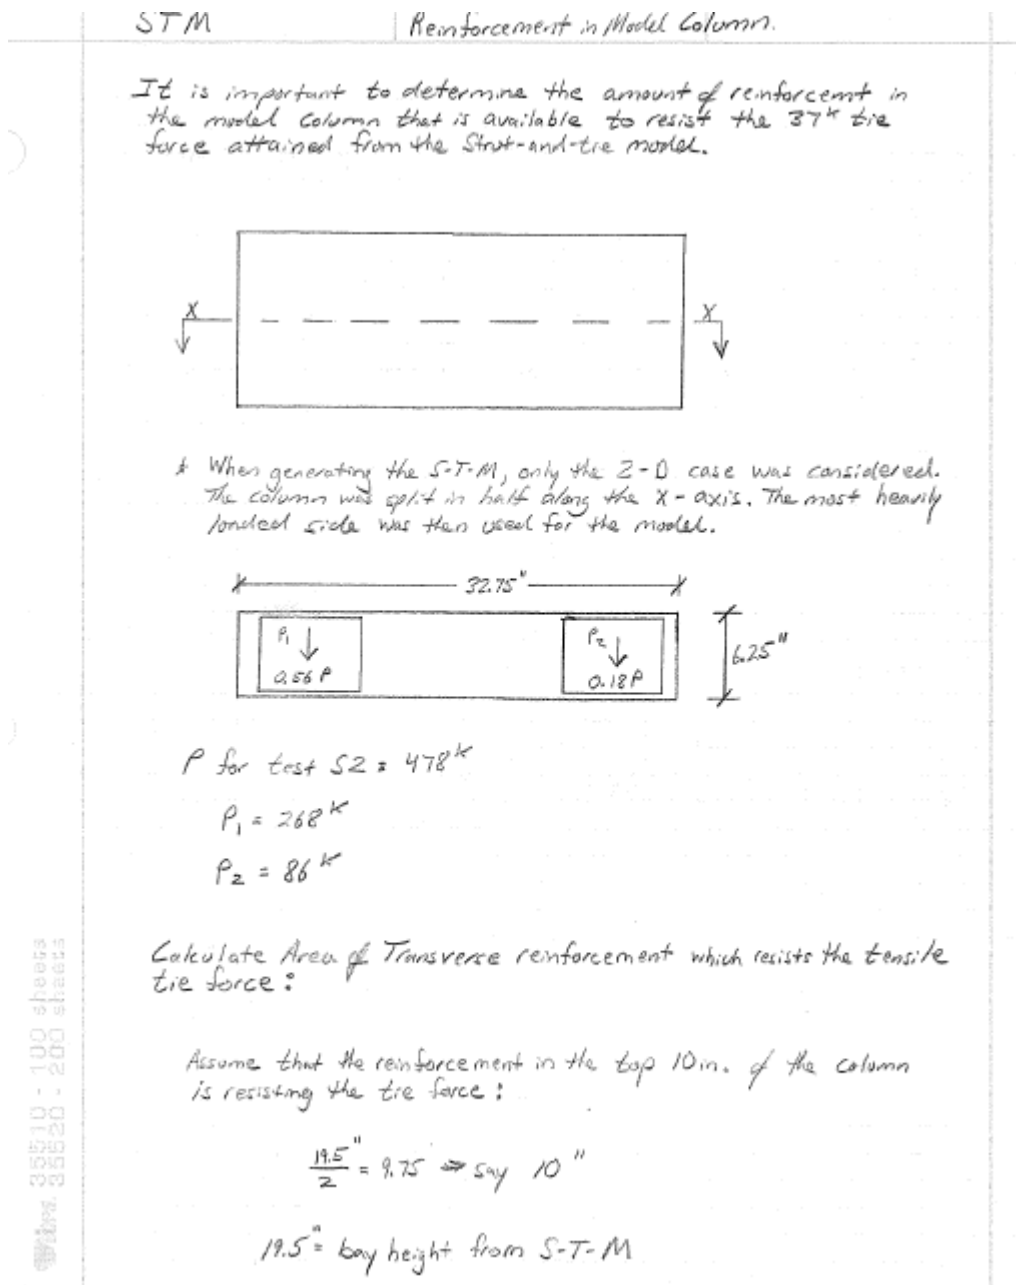 STM Reinforcement in Model Column.
It is important to determine the amount of reinforcemt in
the model column that is available to resist the 37ᵏ tie
force attained from the Strut-and-tie model.
X X
* When generating the S-T-M, only the 2-D case was considered.
The column was split in half along the x-axis. The most heavily
loaded side was then used for the model.
32.75"
P₁ ↓ P₂ ↓
0.56 P 0.18P
6.25"
P for test S2 = 478ᵏ
P₁ = 268ᵏ
P₂ = 86ᵏ
Calculate Area of Transverse reinforcement which resists the tensile
tie force:
Assume that the reinforcement in the top 10in. of the column
is resisting the tie force:
19.5"/2 = 9.75 ⇒ say 10"
19.5" = bay height from S-T-M
35510 - 100 sheets
35520 - 200 sheets